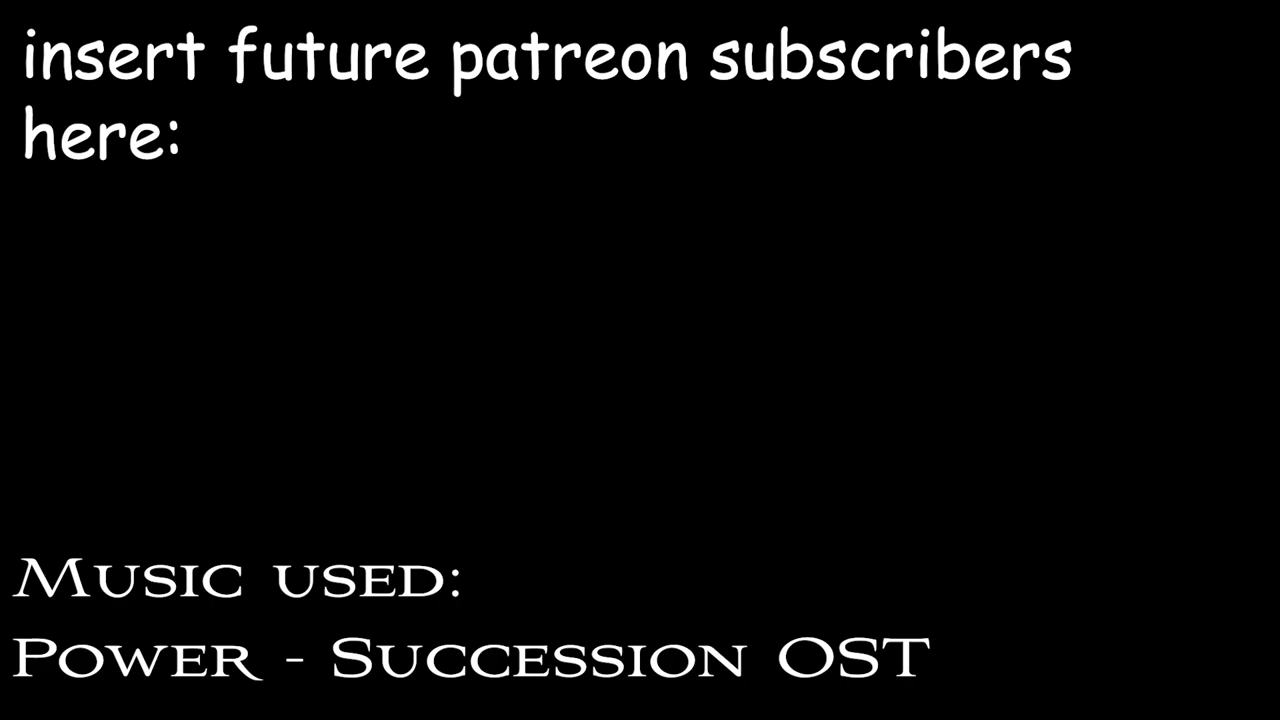 insert future patreon subscribers
here:
Music used:
Power - Succession OST